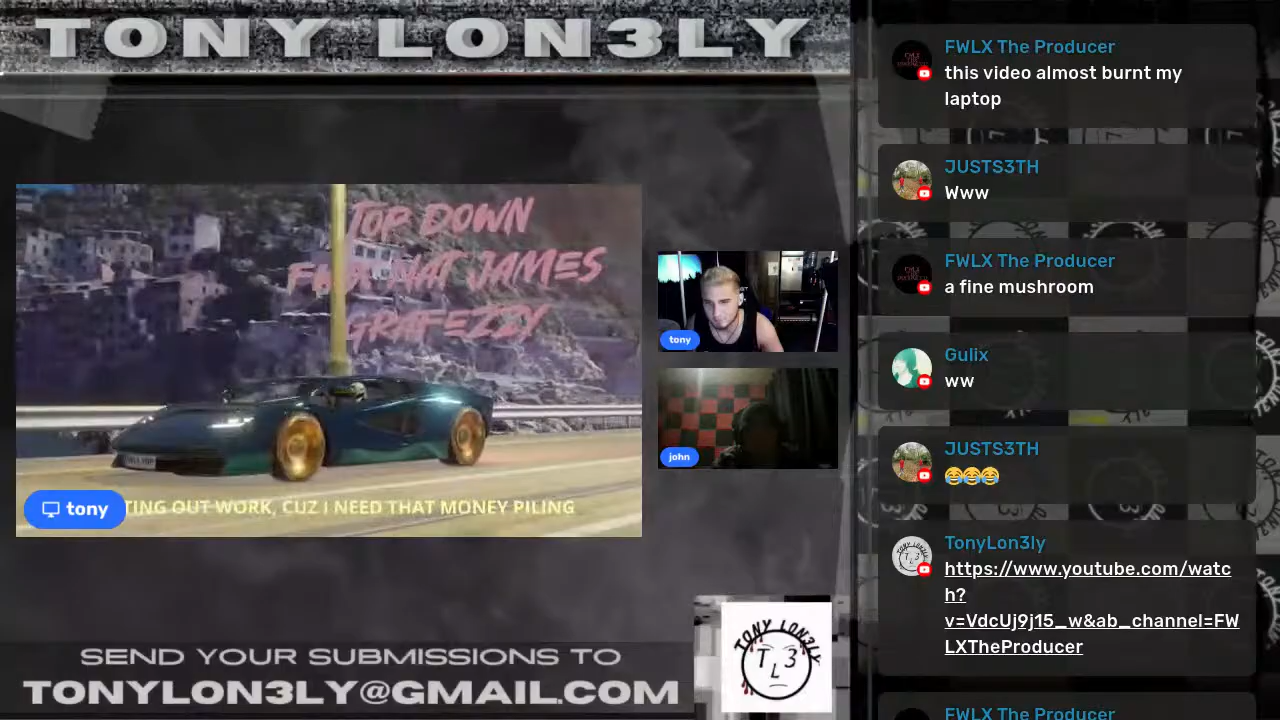 TONY LON3LY
TOP DOWN
NAT JAMES
GRAFEZZY
TING OUT WORK, CUZ I NEED THAT MONEY PILING
tony
tony
john
SEND YOUR SUBMISSIONS TO
TONYLON3LY@GMAIL.COM
TONY LON3LY
TL3
FWLX The Producer
this video almost burnt my
laptop
JUSTS3TH
Www
FWLX The Producer
a fine mushroom
Gulix
ww
JUSTS3TH
😂😂😂
TonyLon3ly
https://www.youtube.com/watc
h?
v=VdcUj9j15_w&ab_channel=FW
LXTheProducer
FWLX The Producer